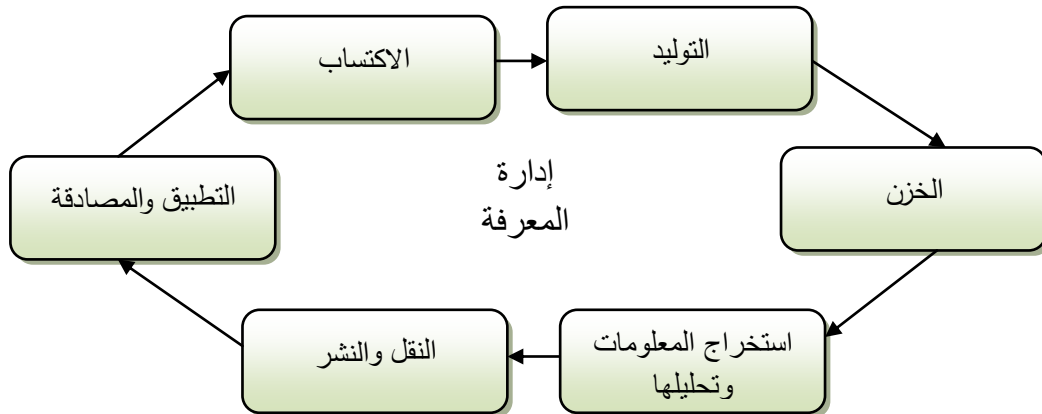 الاكتساب
التوليد
الخزن
استخراج المعلومات
وتحليلها
النقل والنشر
التطبيق والمصادقة
إدارة
المعرفة